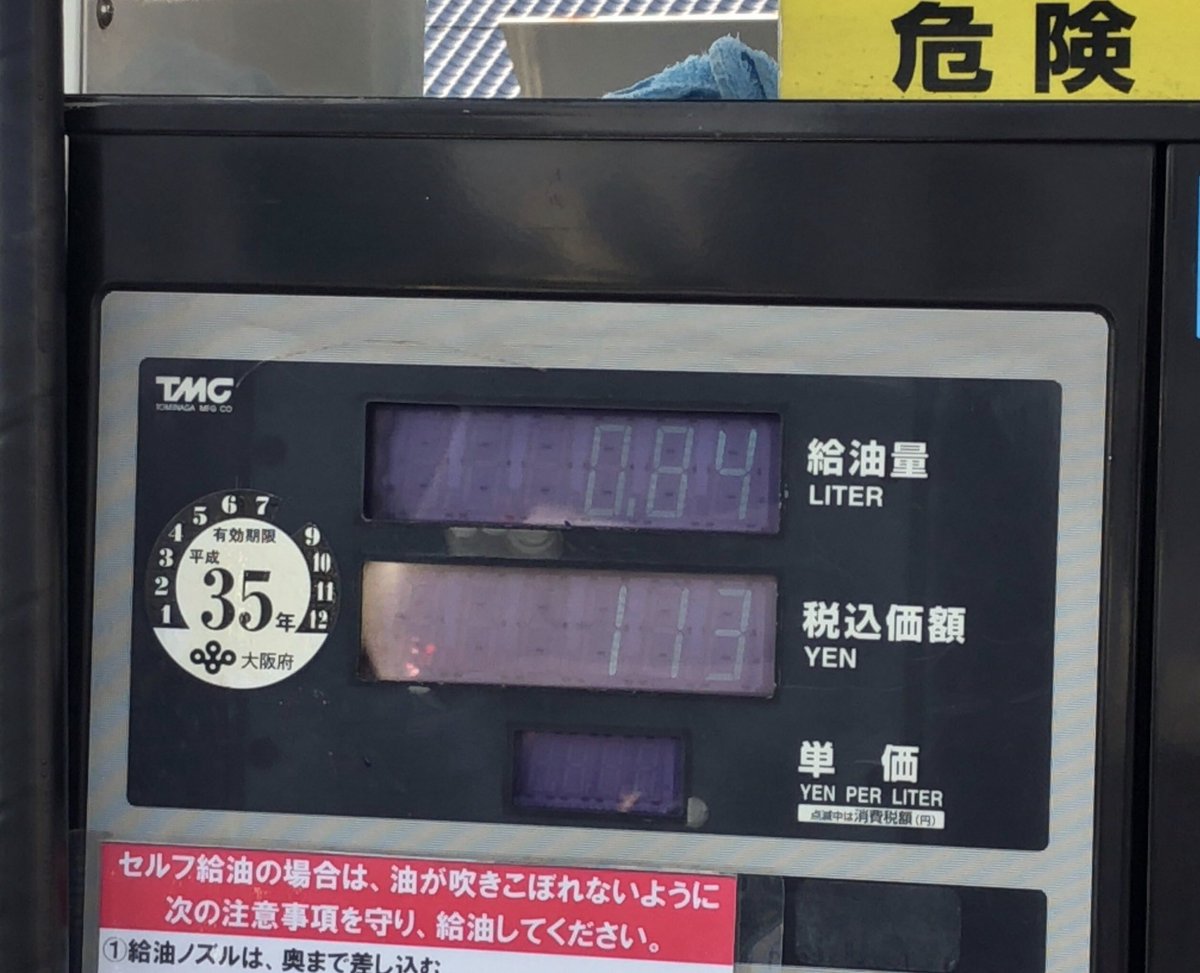 危険
TMC
TOMINAGA MFG CO
0.84
給油量
LITER
1 2 3 4 5 6 7 9 10 11 12
有効期限
平成
35年
大阪府
113
税込価額
YEN
単価
YEN PER LITER
点滅中は消費税額(円)
セルフ給油の場合は、油が吹きこぼれないように
次の注意事項を守り、給油してください。
①給油ノズルは、奥まで差し込む